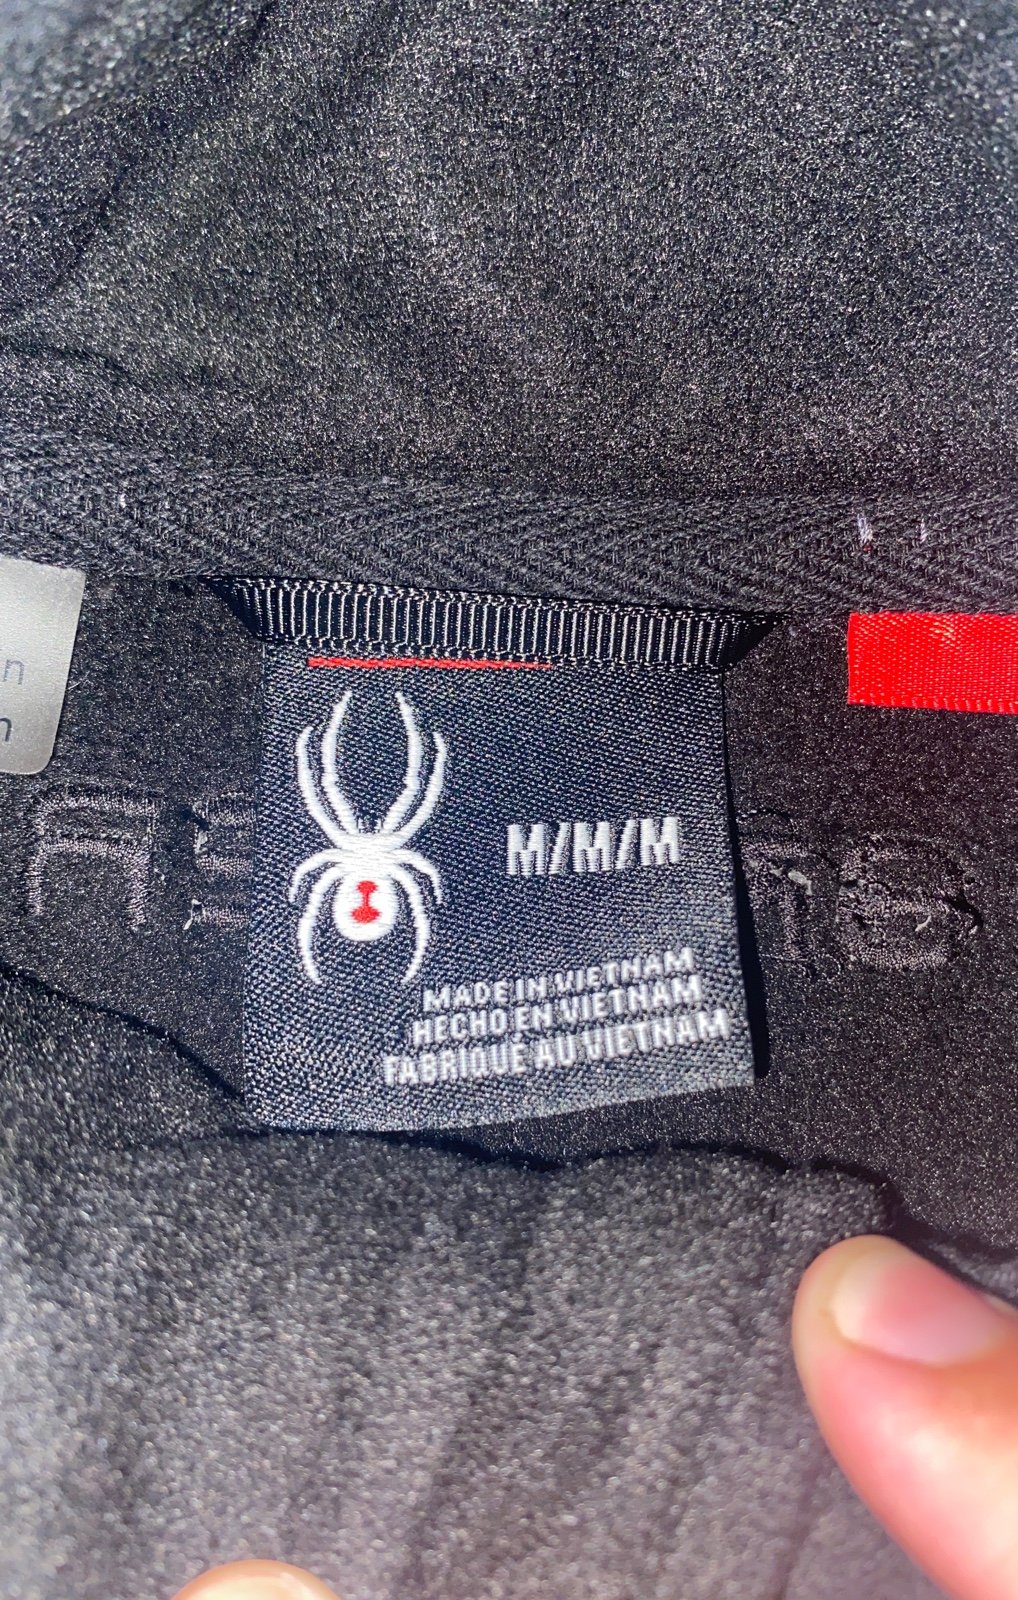 n
n
M/M/M
MADE IN VIETNAM
HECHO EN VIETNAM
FABRIQUÉ AU VIETNAM